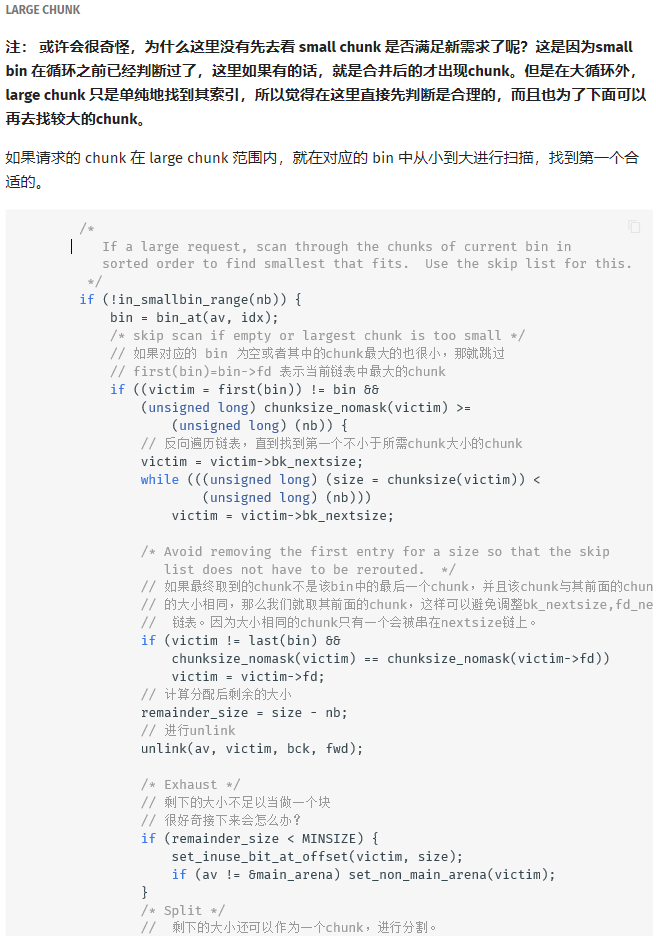 LARGE CHUNK
注： 或许会很奇怪，为什么这里没有先去看 small chunk 是否满足新需求了呢？这是因为small
bin 在循环之前已经判断过了，这里如果有的话，就是合并后的才出现chunk。但是在大循环外，
large chunk 只是单纯地找到其索引，所以觉得在这里直接先判断是合理的，而且也为了下面可以
再去找较大的chunk。
如果请求的 chunk 在 large chunk 范围内，就在对应的 bin 中从小到大进行扫描，找到第一个合
适的。
/*
If a large request, scan through the chunks of current bin in
sorted order to find smallest that fits.  Use the skip list for this.
*/
if (!in_smallbin_range(nb)) {
bin = bin_at(av, idx);
/* skip scan if empty or largest chunk is too small */
// 如果对应的 bin 为空或者其中的chunk最大的也很小，那就跳过
// first(bin)=bin->fd 表示当前链表中最大的chunk
if ((victim = first(bin)) != bin &&
(unsigned long) chunksize_nomask(victim) >=
(unsigned long) (nb)) {
// 反向遍历链表，直到找到第一个不小于所需chunk大小的chunk
victim = victim->bk_nextsize;
while (((unsigned long) (size = chunksize(victim)) <
(unsigned long) (nb)))
victim = victim->bk_nextsize;
/* Avoid removing the first entry for a size so that the skip
list does not have to be rerouted.  */
// 如果最终取到的chunk不是该bin中的最后一个chunk，并且该chunk与其前面的chun
// 的大小相同，那么我们就取其前面的chunk，这样可以避免调整bk_nextsize,fd_ne
//  链表。因为大小相同的chunk只有一个会被串在nextsize链上。
if (victim != last(bin) &&
chunksize_nomask(victim) == chunksize_nomask(victim->fd))
victim = victim->fd;
// 计算分配后剩余的大小
remainder_size = size - nb;
// 进行unlink
unlink(av, victim, bck, fwd);
/* Exhaust */
// 剩下的大小不足以当做一个块
// 很好奇接下来会怎么办？
if (remainder_size < MINSIZE) {
set_inuse_bit_at_offset(victim, size);
if (av != &main_arena) set_non_main_arena(victim);
}
/* Split */
//  剩下的大小还可以作为一个chunk，进行分割。